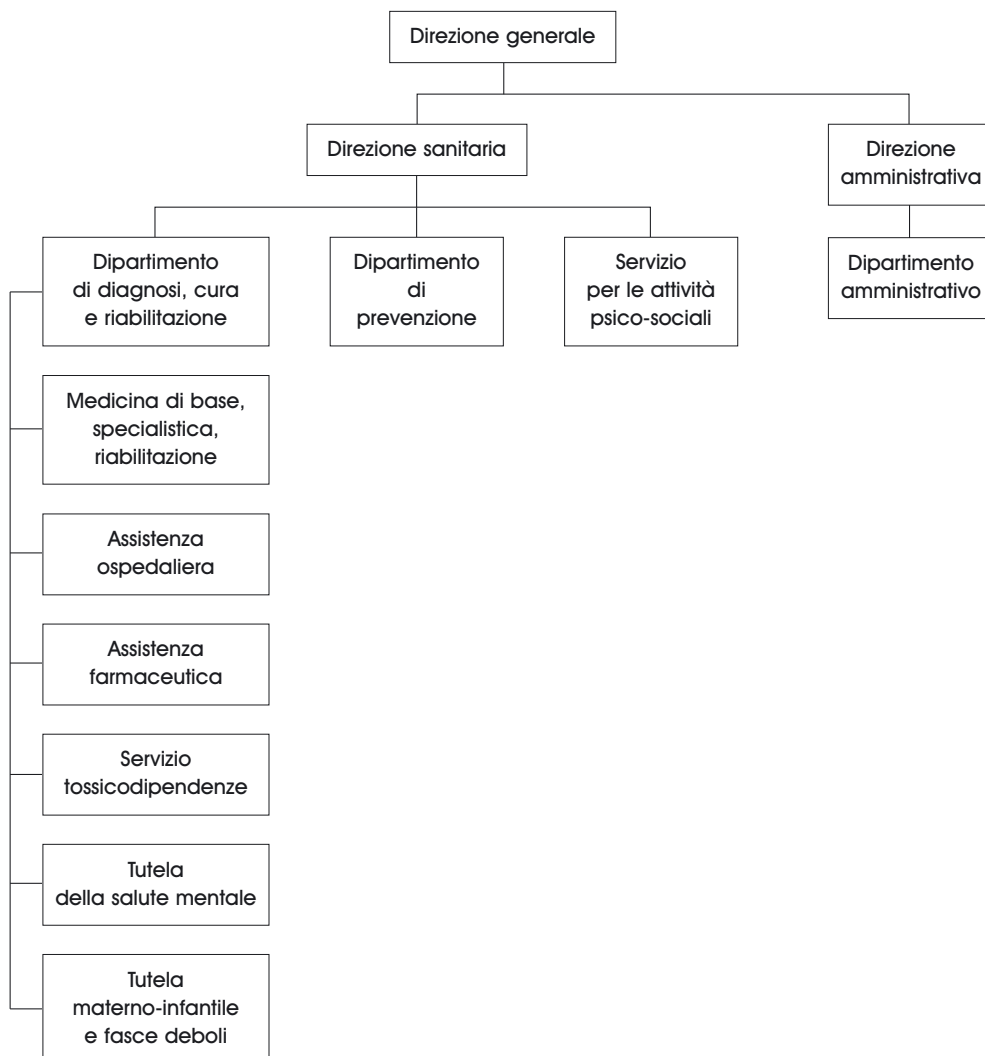 Direzione generale
Direzione sanitaria
Direzione
amministrativa
Dipartimento
di diagnosi, cura
e riabilitazione
Dipartimento
di
prevenzione
Servizio
per le attività
psico-sociali
Dipartimento
amministrativo
Medicina di base,
specialistica,
riabilitazione
Assistenza
ospedaliera
Assistenza
farmaceutica
Servizio
tossicodipendenze
Tutela
della salute mentale
Tutela
materno-infantile
e fasce deboli